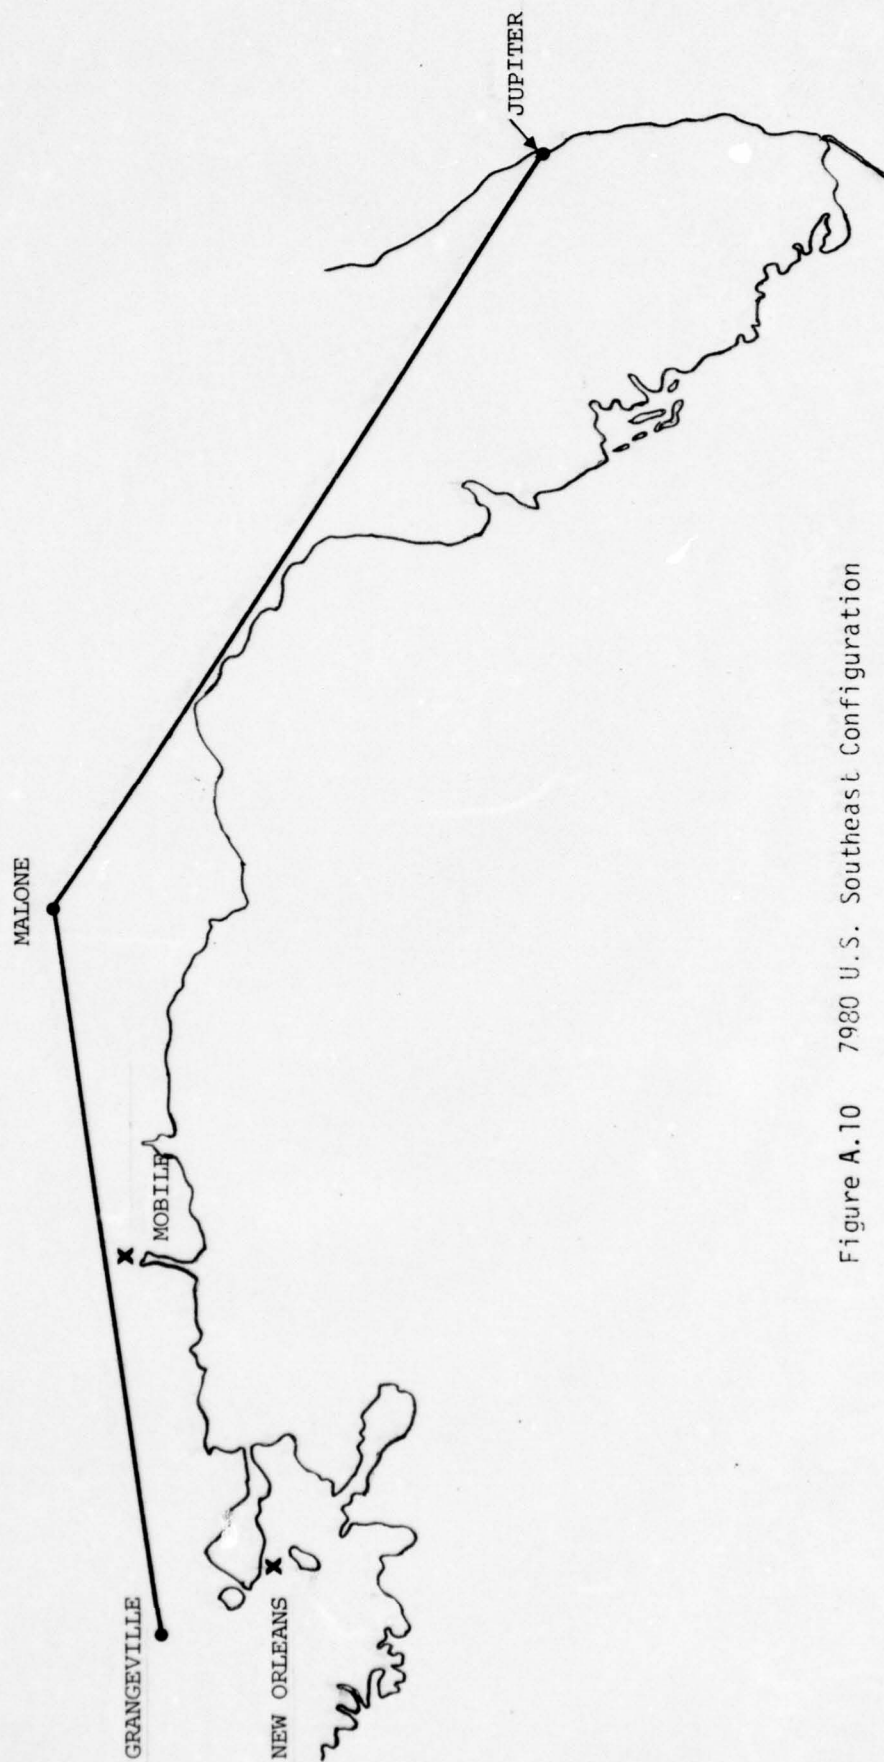 JUPITER
MALONE
MOBILE
GRANGEVILLE
NEW ORLEANS
Figure A.10 7980 U.S. Southeast Configuration